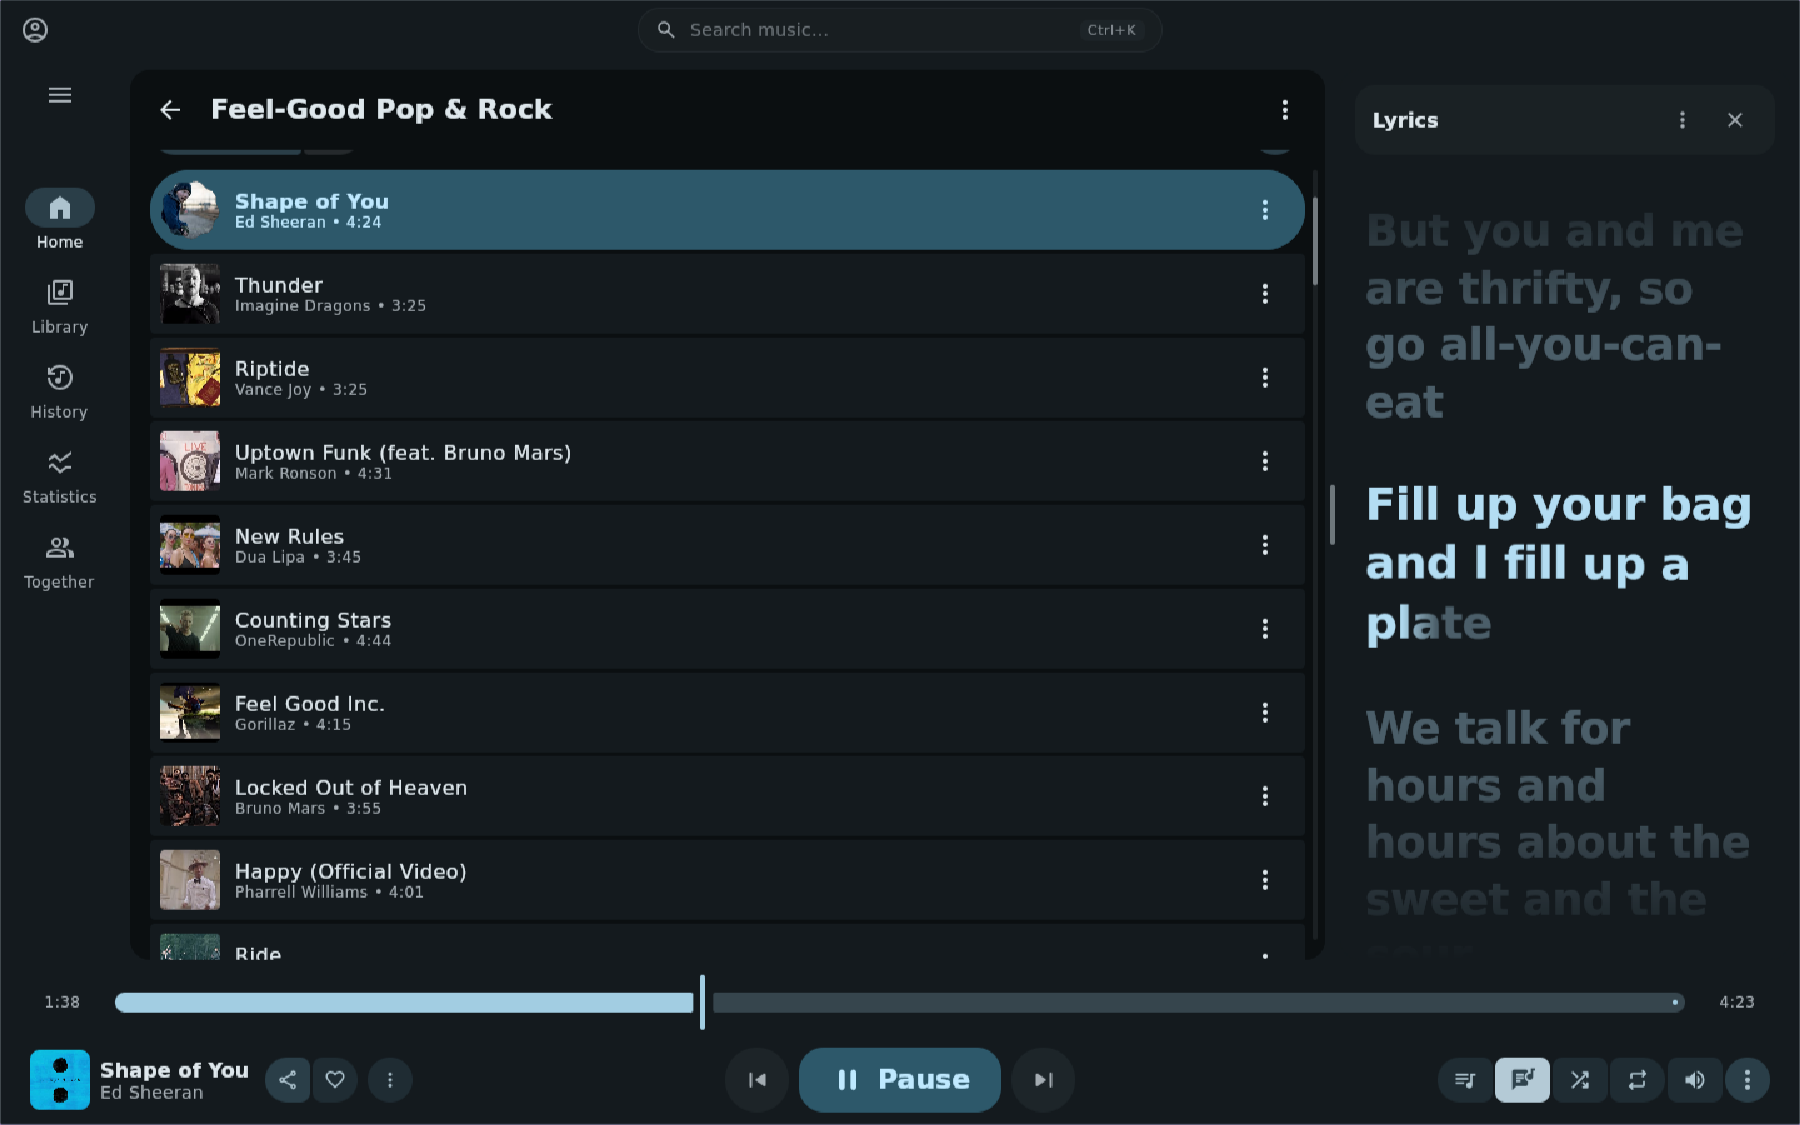 Search music...
Ctrl+K
Feel-Good Pop & Rock
Home
Library
History
Statistics
Together
Shape of You
Ed Sheeran • 4:24
Thunder
Imagine Dragons • 3:25
Riptide
Vance Joy • 3:25
Uptown Funk (feat. Bruno Mars)
Mark Ronson • 4:31
New Rules
Dua Lipa • 3:45
Counting Stars
OneRepublic • 4:44
Feel Good Inc.
Gorillaz • 4:15
Locked Out of Heaven
Bruno Mars • 3:55
Happy (Official Video)
Pharrell Williams • 4:01
Ride
Lyrics
But you and me
are thrifty, so
go all-you-can-
eat
Fill up your bag
and I fill up a
plate
We talk for
hours and
hours about the
sweet and the
1:38
4:23
Shape of You
Ed Sheeran
Pause